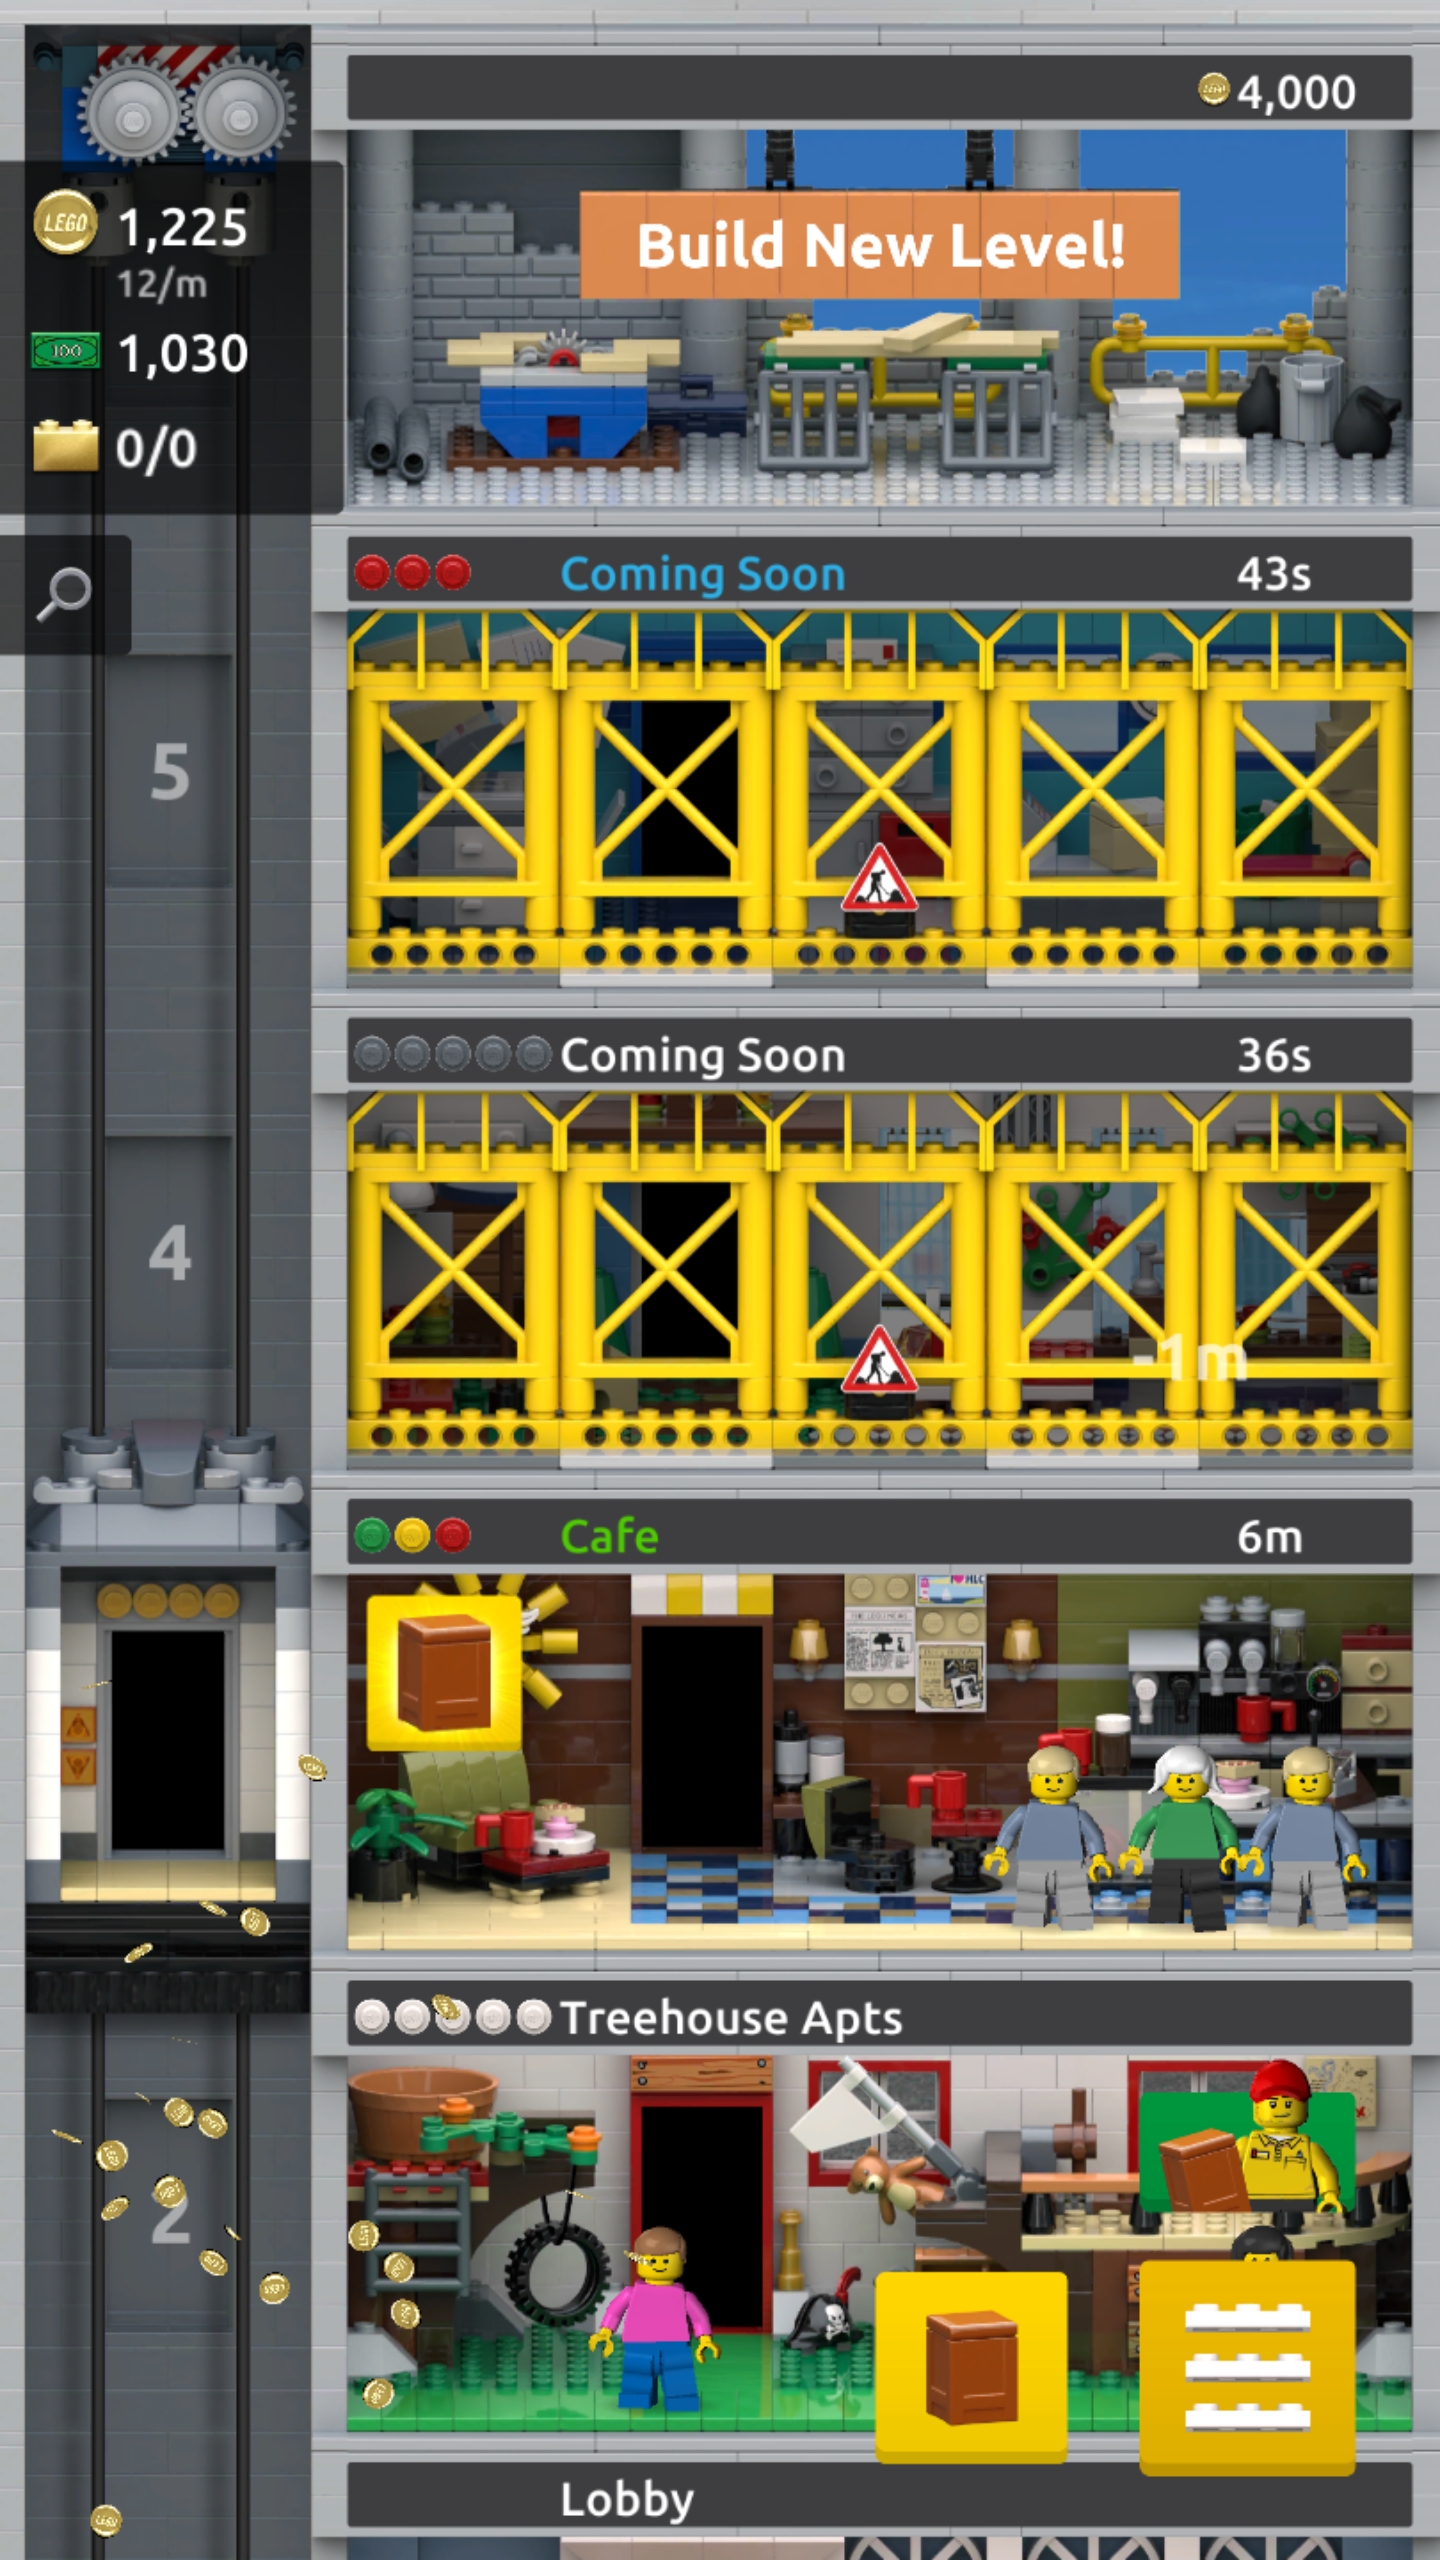 4,000
LEGO 1,225
12/m
100 1,030
0/0
Build New Level!
Coming Soon 43s
5
Coming Soon 36s
4
-1m
Cafe 6m
Treehouse Apts
2
Lobby